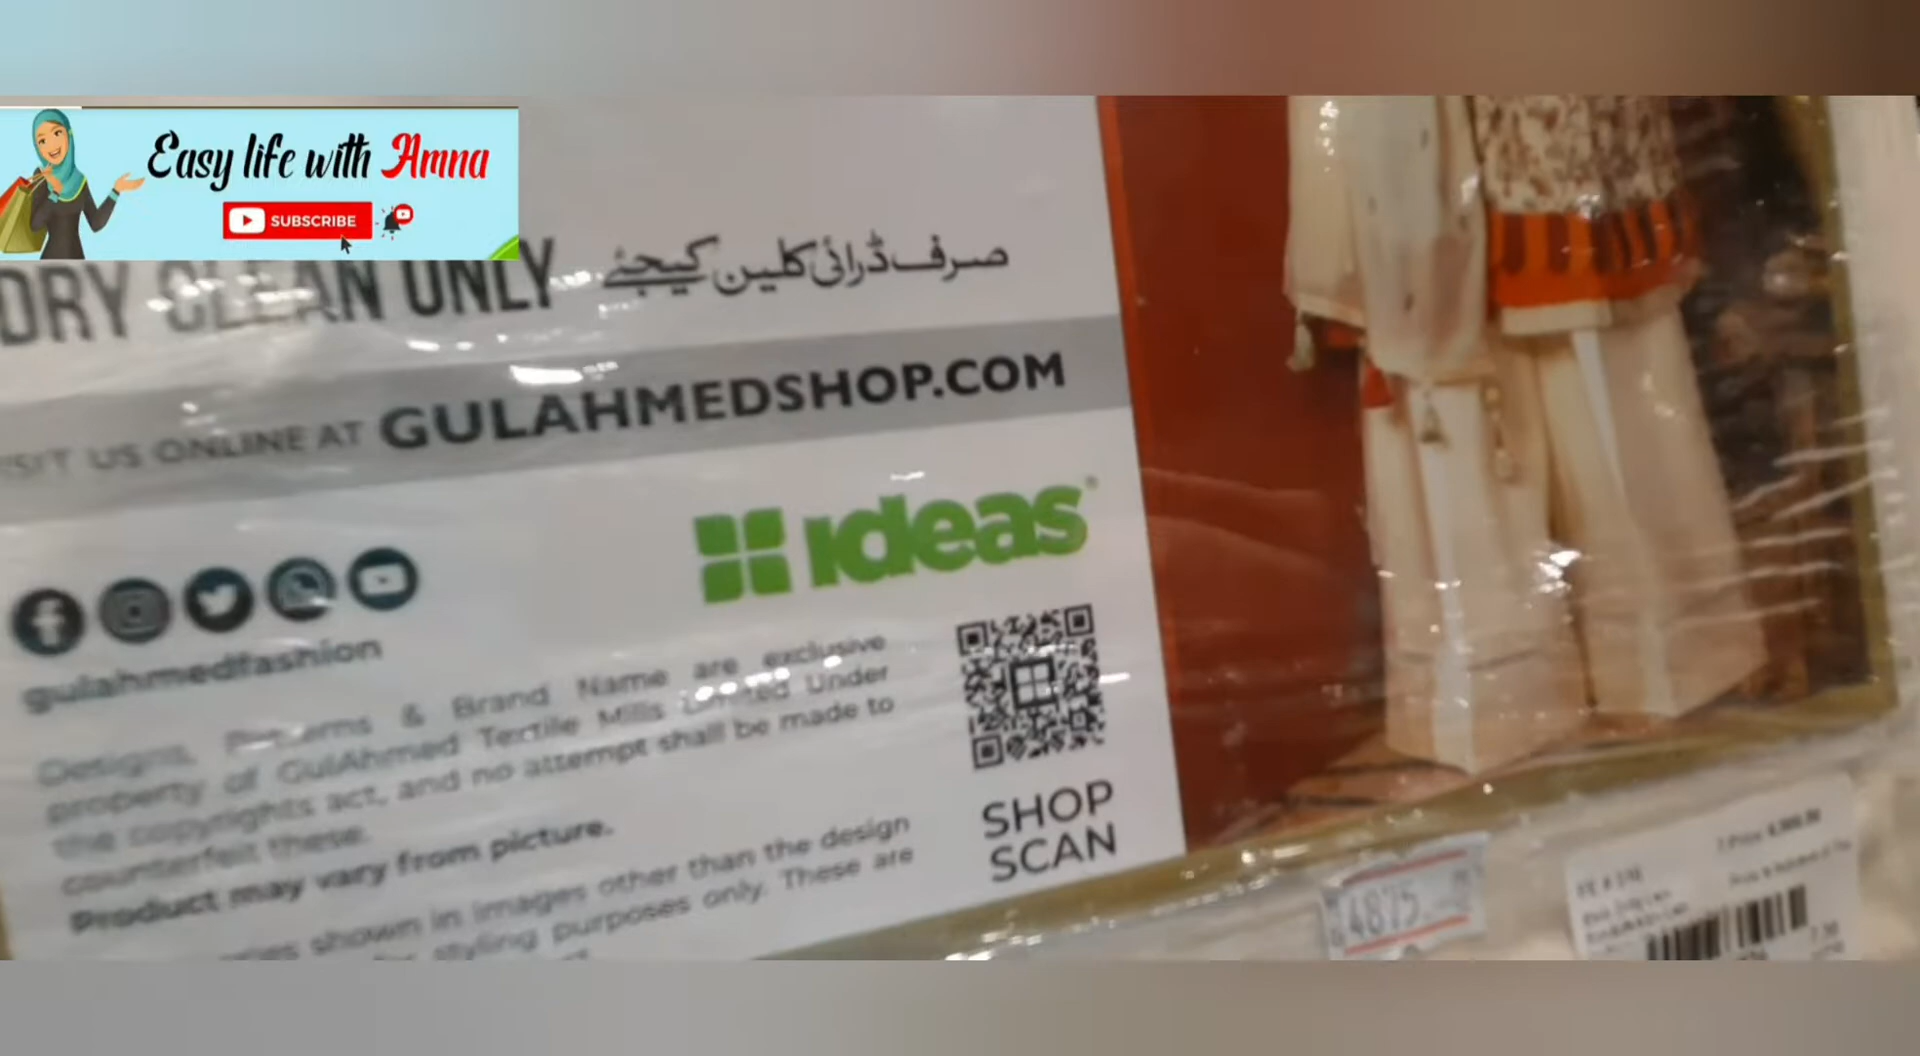 Easy life with Amna
SUBSCRIBE
DRY CLEAN ONLY صرف ڈرائی کلین کیجئے
VISIT US ONLINE AT GULAHMEDSHOP.COM
ideas®
gulahmedfashion
Designs, Patterns & Brand Name are exclusive
property of GulAhmed Textile Mills Limited Under
the copyrights act, and no attempt shall be made to
counterfeit these.
Product may vary from picture.
shown in images other than the design
styling purposes only. These are
SHOP
SCAN
4875